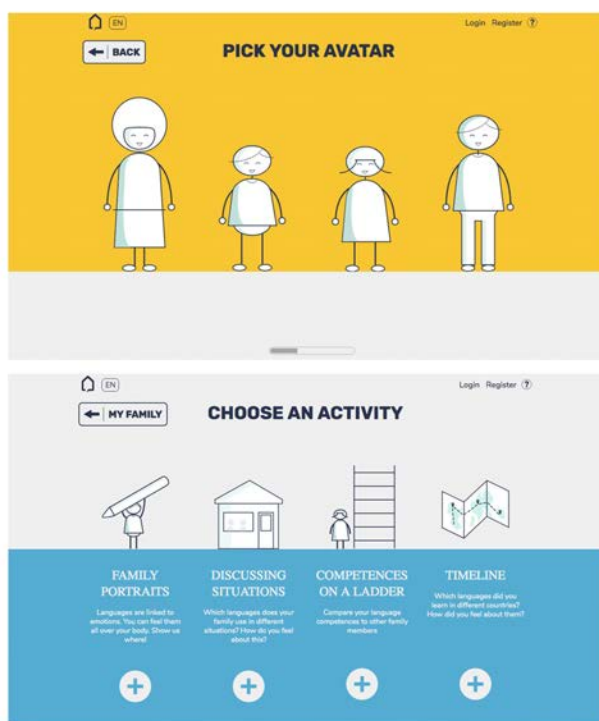 EN
Login Register ?
BACK
PICK YOUR AVATAR
EN
Login Register ?
MY FAMILY
CHOOSE AN ACTIVITY
FAMILY
PORTRAITS
Languages are linked to
emotions. You can feel them
all over your body. Show us
where!
DISCUSSING
SITUATIONS
Which languages does your
family use in different
situations? How do you feel
about this?
COMPETENCES
ON A LADDER
Compare your language
competences to other family
members
TIMELINE
Which languages did you
learn in different countries?
How did you feel about them?